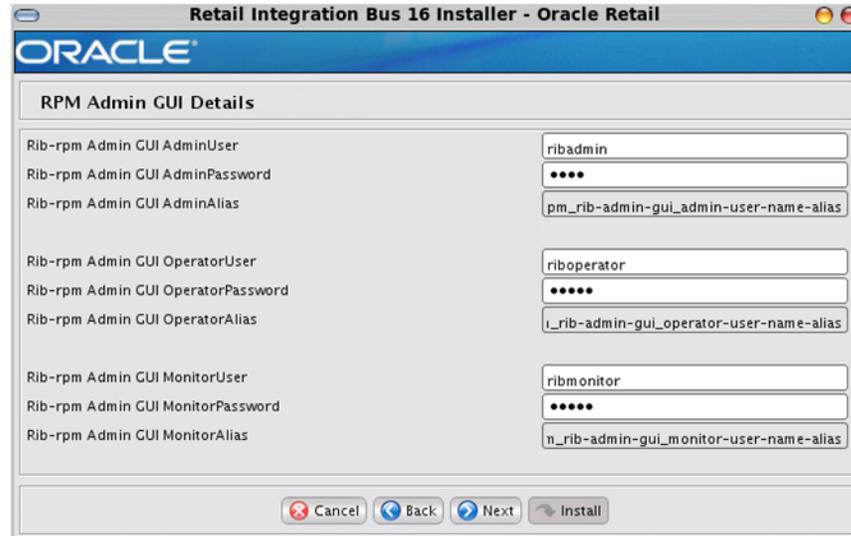 Retail Integration Bus 16 Installer - Oracle Retail
ORACLE®
RPM Admin GUI Details
Rib-rpm Admin GUI AdminUser ribadmin
Rib-rpm Admin GUI AdminPassword ••••
Rib-rpm Admin GUI AdminAlias pm_rib-admin-gui_admin-user-name-alias
Rib-rpm Admin GUI OperatorUser riboperator
Rib-rpm Admin GUI OperatorPassword •••••
Rib-rpm Admin GUI OperatorAlias _rib-admin-gui_operator-user-name-alias
Rib-rpm Admin GUI MonitorUser ribmonitor
Rib-rpm Admin GUI MonitorPassword •••••
Rib-rpm Admin GUI MonitorAlias n_rib-admin-gui_monitor-user-name-alias
Cancel Back Next Install